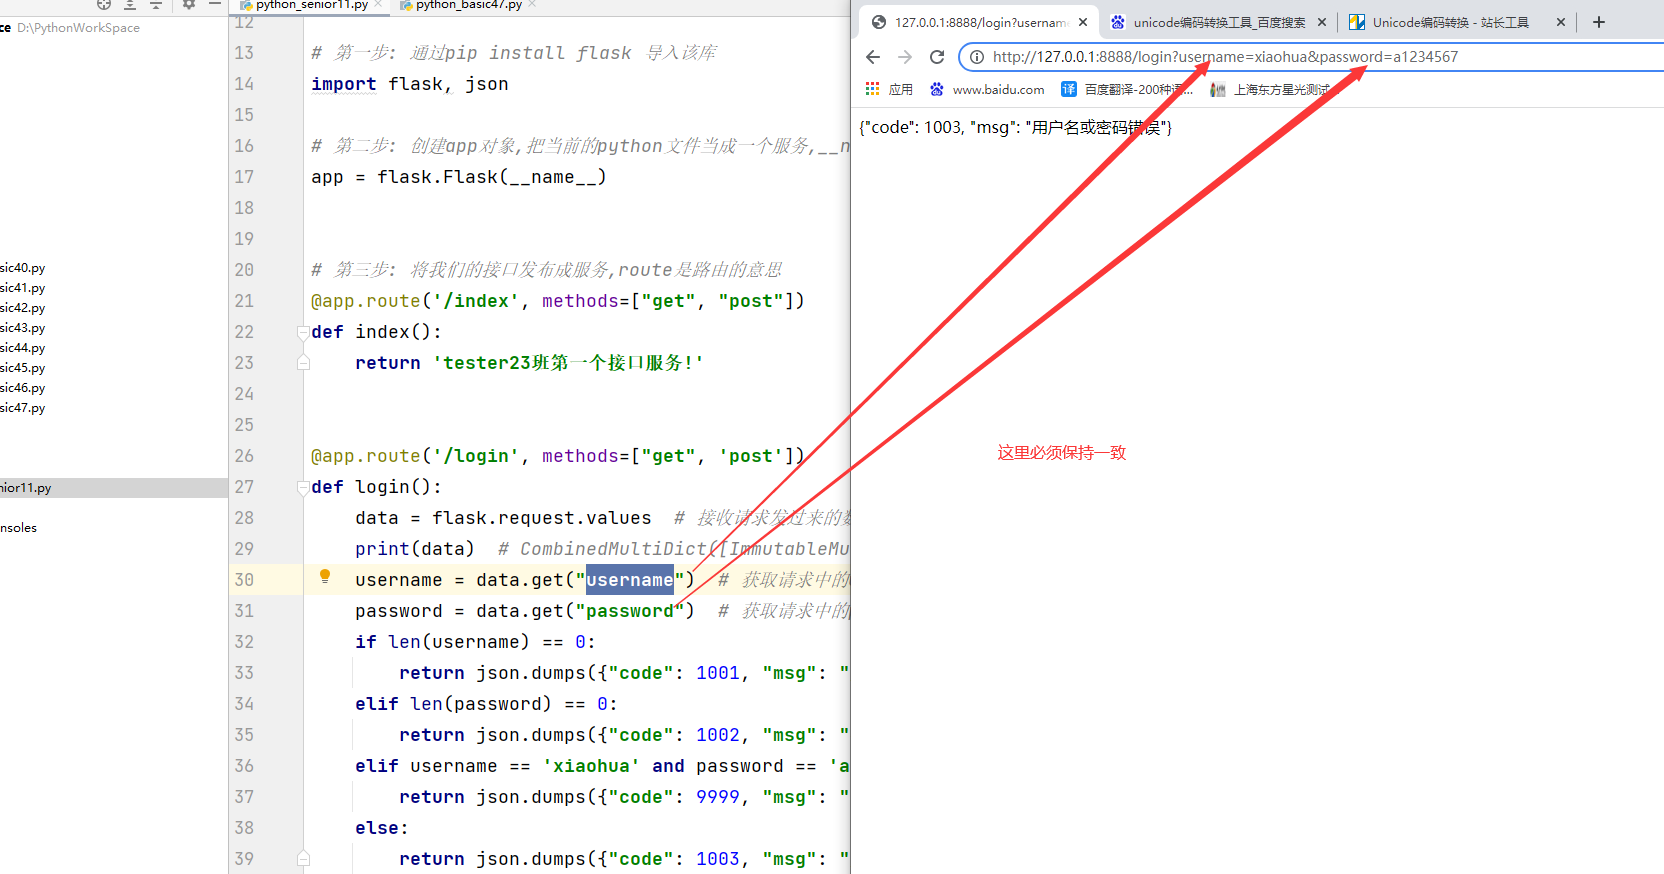 python_senior11.py
python_basic47.py
ce D:\PythonWorkSpace
sic40.py
sic41.py
sic42.py
sic43.py
sic44.py
sic45.py
sic46.py
sic47.py
nior11.py
nsoles
12
13 # 第一步: 通过pip install flask 导入该库
14 import flask, json
15
16 # 第二步: 创建app对象,把当前的python文件当成一个服务,__n
17 app = flask.Flask(__name__)
18
19
20 # 第三步: 将我们的接口发布成服务,route是路由的意思
21 @app.route('/index', methods=["get", "post"])
22 def index():
23 return 'tester23班第一个接口服务!'
24
25
26 @app.route('/login', methods=["get", 'post'])
27 def login():
28 data = flask.request.values # 接收请求发过来的数
29 print(data) # CombinedMultiDict([ImmutableMu
30 username = data.get("username") # 获取请求中的
31 password = data.get("password") # 获取请求中的
32 if len(username) == 0:
33 return json.dumps({"code": 1001, "msg": "
34 elif len(password) == 0:
35 return json.dumps({"code": 1002, "msg": "
36 elif username == 'xiaohua' and password == 'a
37 return json.dumps({"code": 9999, "msg": "
38 else:
39 return json.dumps({"code": 1003, "msg": "
127.0.0.1:8888/login?usernam
unicode编码转换工具_百度搜索
Unicode编码转换 - 站长工具
http://127.0.0.1:8888/login?username=xiaohua&password=a1234567
应用
www.baidu.com
译 百度翻译-200种语...
上海东方星光测试
{"code": 1003, "msg": "用户名或密码错误"}
这里必须保持一致